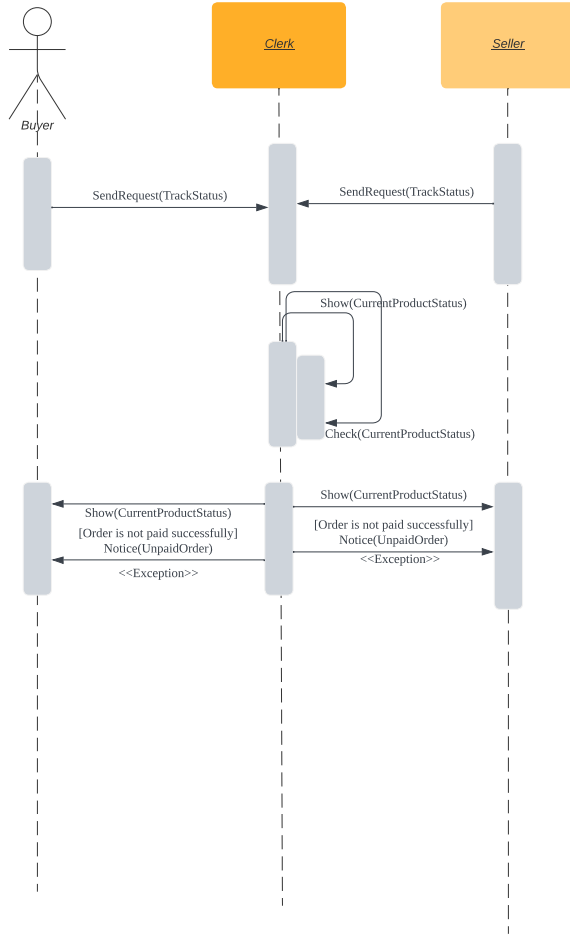 Clerk
Seller
Buyer
SendRequest(TrackStatus)
SendRequest(TrackStatus)
Show(CurrentProductStatus)
Check(CurrentProductStatus)
Show(CurrentProductStatus)
[Order is not paid successfully]
Notice(UnpaidOrder)
<<Exception>>
Show(CurrentProductStatus)
[Order is not paid successfully]
Notice(UnpaidOrder)
<<Exception>>